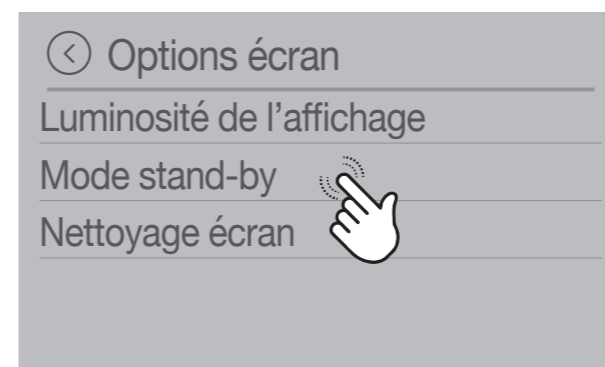 Options écran
Luminosité de l’affichage
Mode stand-by
Nettoyage écran